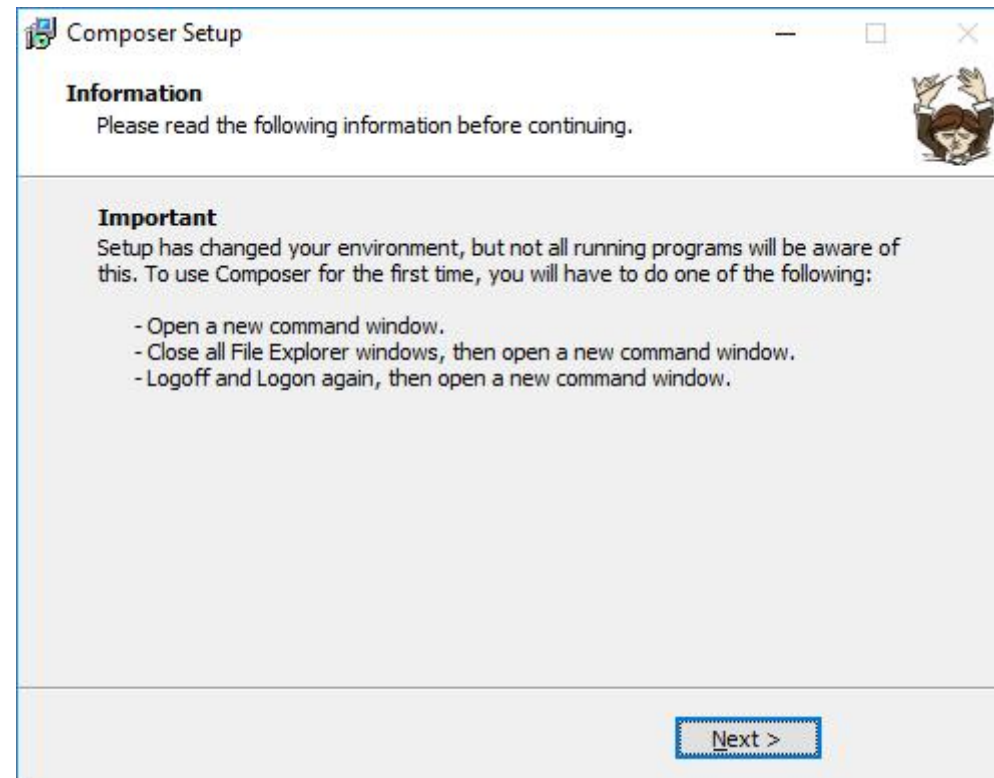 Composer Setup
Information
Please read the following information before continuing.
Important
Setup has changed your environment, but not all running programs will be aware of
this. To use Composer for the first time, you will have to do one of the following:
- Open a new command window.
- Close all File Explorer windows, then open a new command window.
- Logoff and Logon again, then open a new command window.
Next >